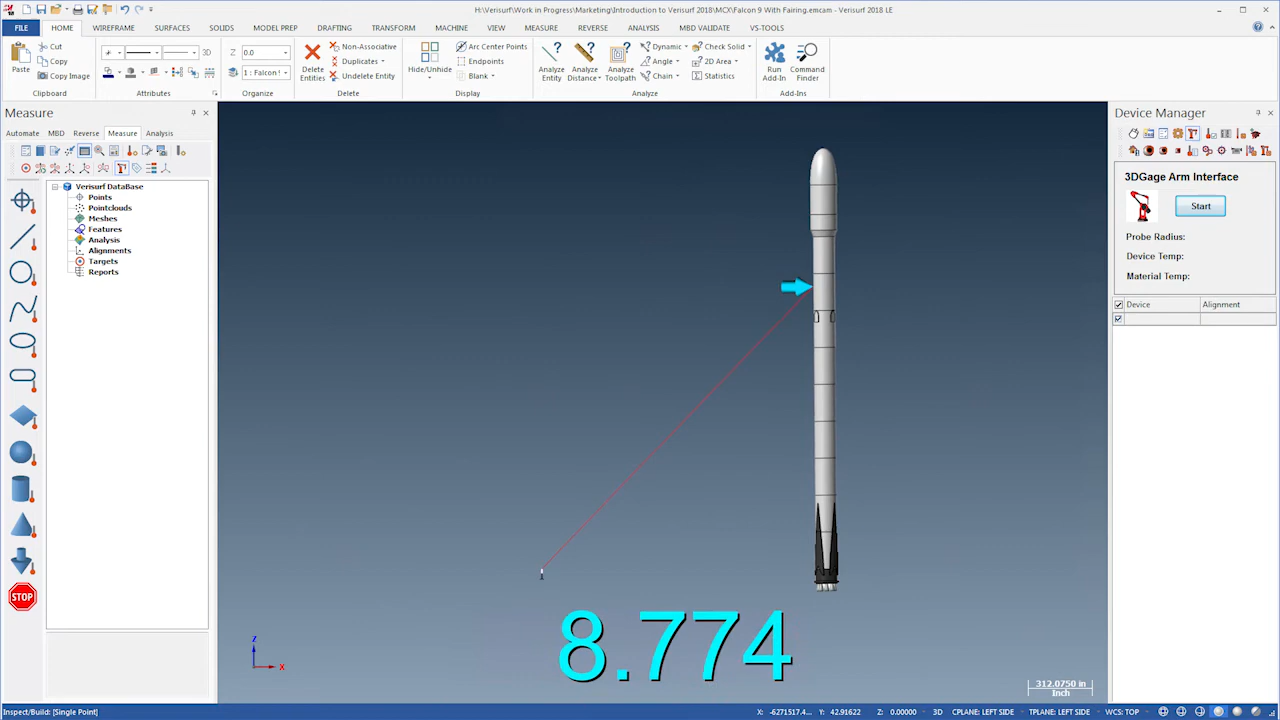 H:\Verisurf\Work in Progress\Marketing\Introduction to Verisurf 2018\MCX\Falcon 9 With Fairing.emcam - Verisurf 2018 LE
FILE HOME WIREFRAME SURFACES SOLIDS MODEL PREP DRAFTING TRANSFORM MACHINE VIEW MEASURE REVERSE ANALYSIS MBD VALIDATE VS-TOOLS
Paste
Cut
Copy
Copy Image
Clipboard
3D
Attributes
Z 0.0
1 : Falcon
Organize
Delete
Entities
Non-Associative
Duplicates
Undelete Entity
Delete
Hide/Unhide
Arc Center Points
Endpoints
Blank
Display
Analyze
Entity
Analyze
Distance
Analyze
Toolpath
Dynamic
Angle
Chain
Check Solid
2D Area
Statistics
Analyze
Run
Add-In
Command
Finder
Add-Ins
Measure
Automate MBD Reverse Measure Analysis
Verisurf DataBase
Points
Pointclouds
Meshes
Features
Analysis
Alignments
Targets
Reports
STOP
Z
X
8.774
312.0750 in
Inch
Device Manager
3DGage Arm Interface
Start
Probe Radius:
Device Temp:
Material Temp:
Device Alignment
Inspect/Build: [Single Point]
X: -6271517.4... Y: 42.91622 Z: 0.00000 3D CPLANE: LEFT SIDE TPLANE: LEFT SIDE WCS: TOP